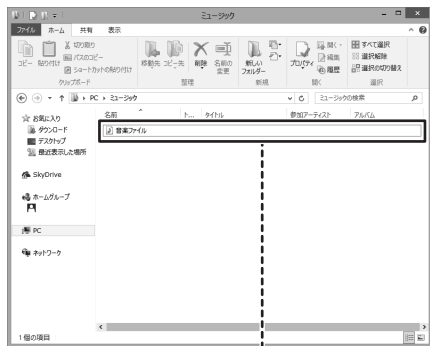 ミュージック
ファイル ホーム 共有 表示
コピー 貼り付け 切り取り パスのコピー ショートカットの貼り付け
移動先 コピー先 削除 名前の変更
新しいフォルダー
プロパティ 開く 編集 履歴
すべて選択 選択解除 選択の切り替え
クリップボード 整理 新規 開く 選択
PC ▸ ミュージック ミュージックの検索
お気に入り
ダウンロード
デスクトップ
最近表示した場所
SkyDrive
ホームグループ
PC
ネットワーク
名前 ト... タイトル 参加アーティスト アルバム
音楽ファイル
1 個の項目